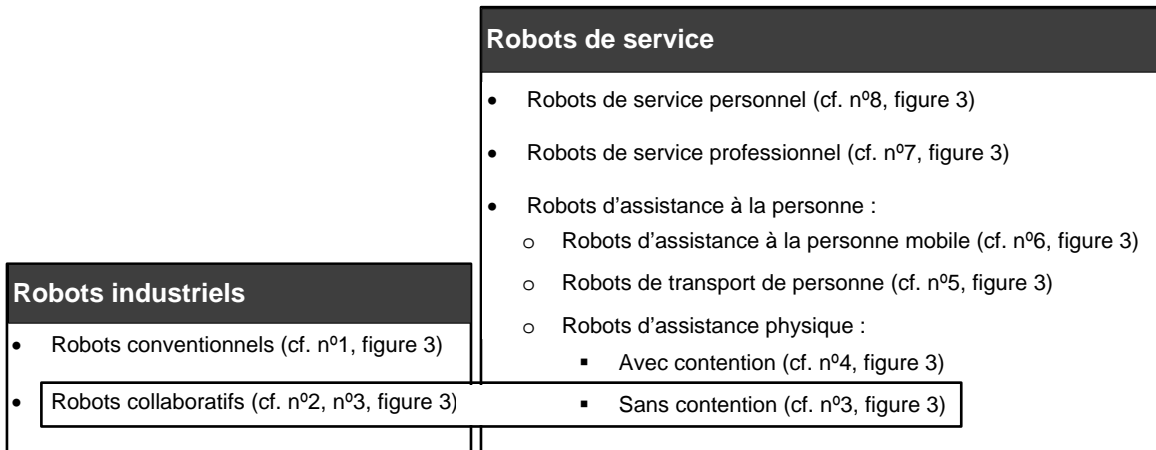 Robots de service
• Robots de service personnel (cf. nº8, figure 3)
• Robots de service professionnel (cf. nº7, figure 3)
• Robots d’assistance à la personne :
o Robots d’assistance à la personne mobile (cf. nº6, figure 3)
o Robots de transport de personne (cf. nº5, figure 3)
o Robots d’assistance physique :
▪ Avec contention (cf. nº4, figure 3)
▪ Sans contention (cf. nº3, figure 3)
Robots industriels
• Robots conventionnels (cf. nº1, figure 3)
• Robots collaboratifs (cf. nº2, nº3, figure 3)